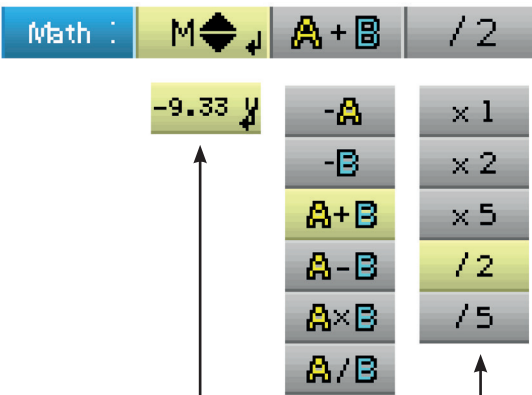 Math : M A+B / 2
-9.33 y
-A
-B
A+B
A-B
A×B
A/B
x 1
x 2
x 5
/ 2
/ 5